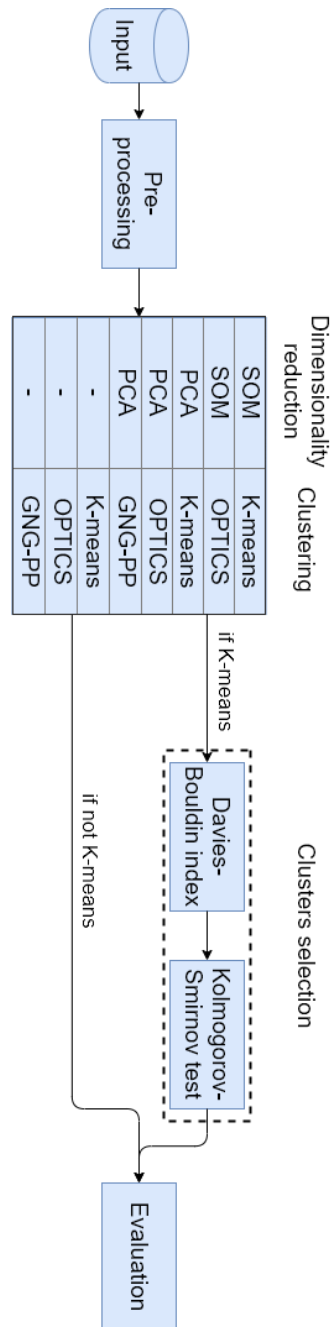 Input
Pre-
processing
Dimensionality
reduction
Clustering
SOM
K-means
SOM
OPTICS
PCA
K-means
PCA
OPTICS
PCA
GNG-PP
-
K-means
-
OPTICS
-
GNG-PP
if K-means
if not K-means
Clusters selection
Davies-
Bouldin index
Kolmogorov-
Smirnov test
Evaluation